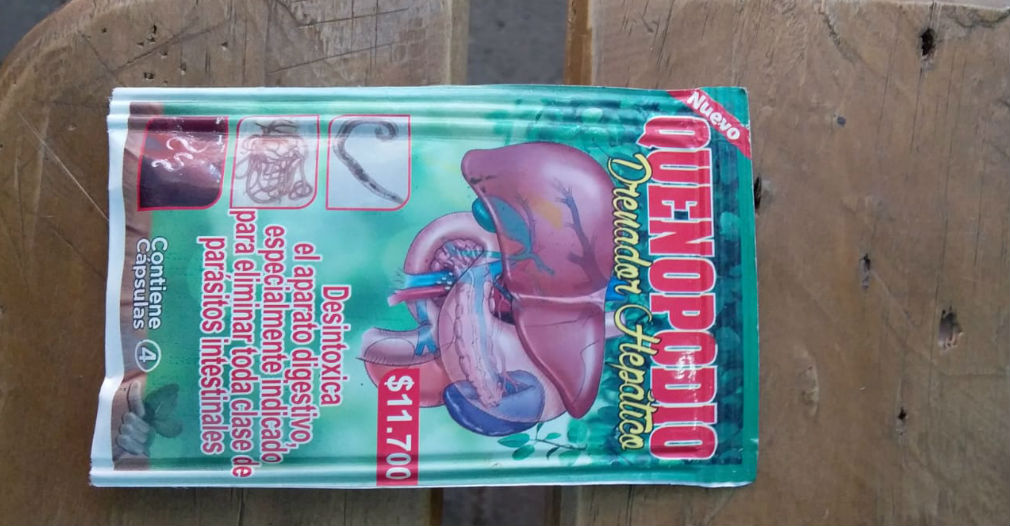 Nuevo
QUENOPODIO
Drenador Hepático
$11.700
Desintoxica
el aparato digestivo,
especialmente indicado
para eliminar toda clase de
parásitos intestinales
Contiene
Cápsulas 4